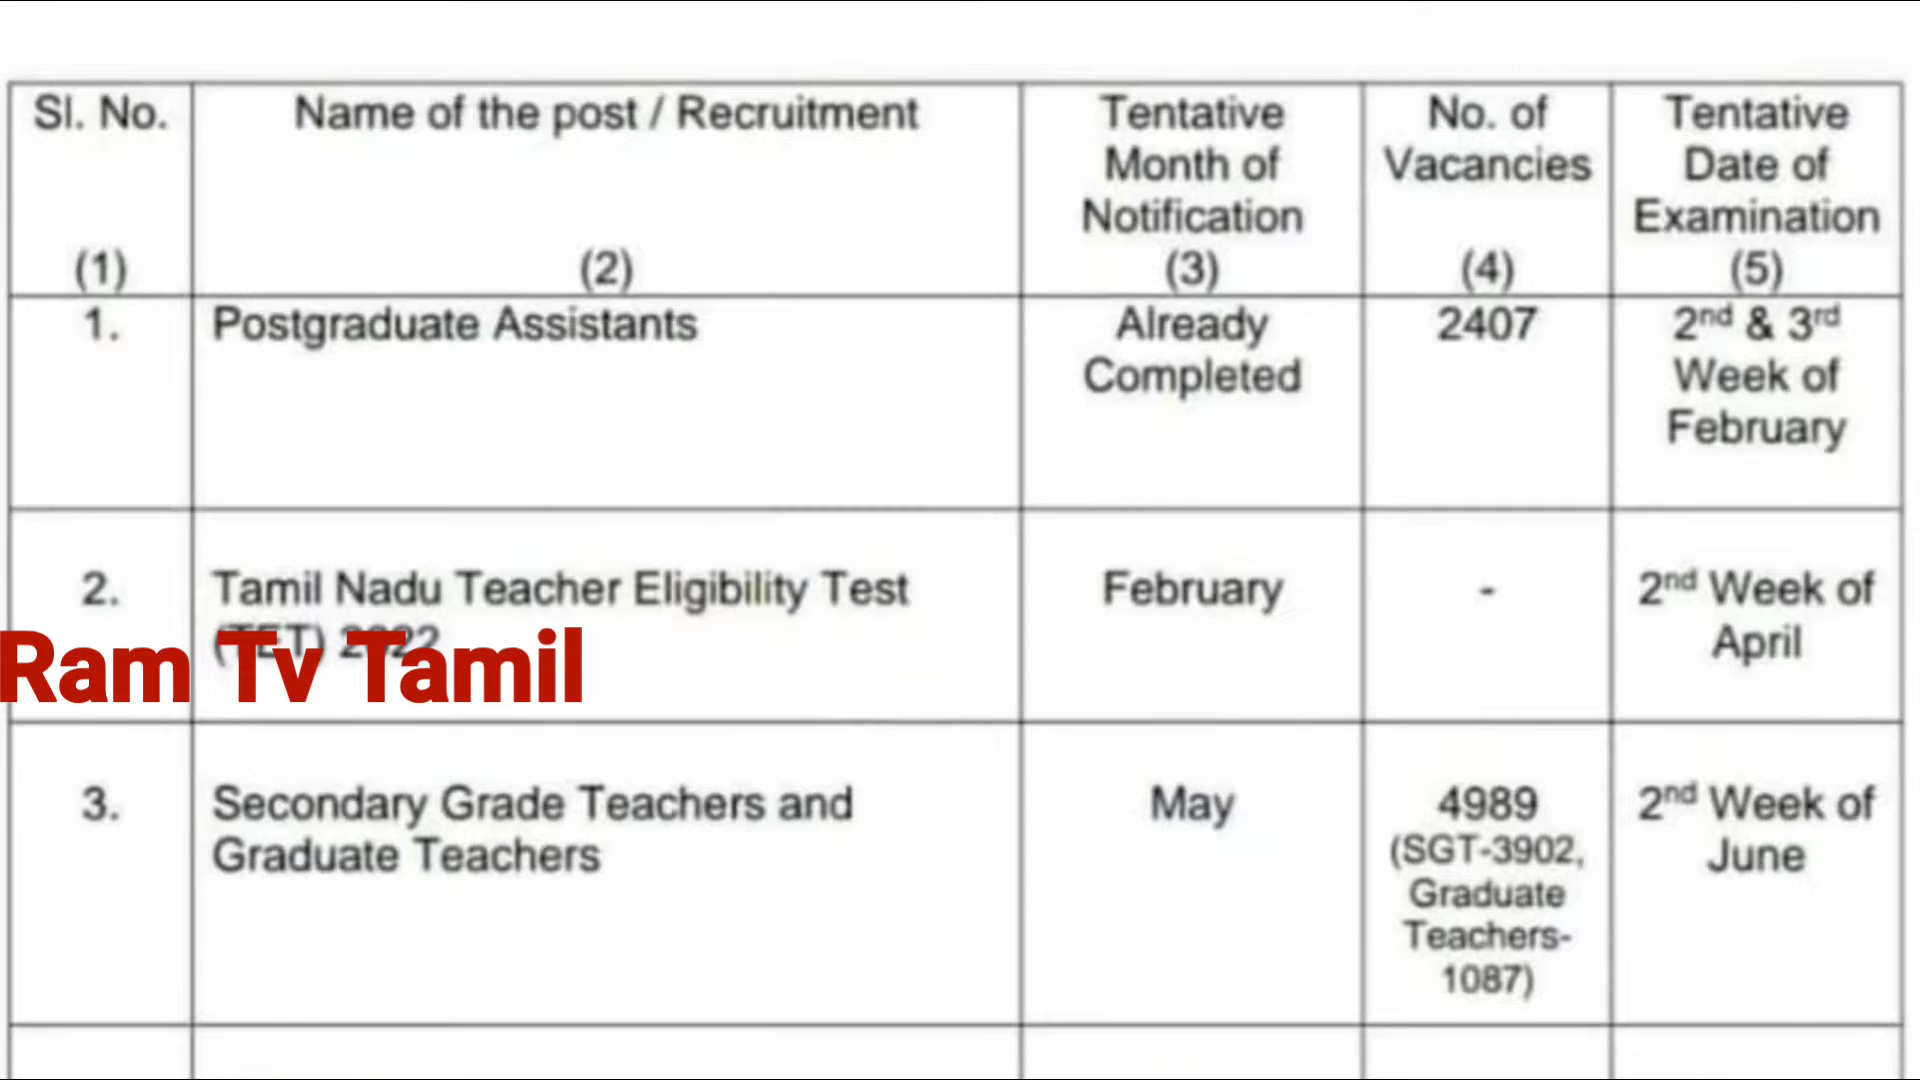 Sl. No.
(1)
Name of the post / Recruitment
(2)
Tentative
Month of
Notification
(3)
No. of
Vacancies
(4)
Tentative
Date of
Examination
(5)
1.
Postgraduate Assistants
Already
Completed
2407
2nd & 3rd
Week of
February
2.
Tamil Nadu Teacher Eligibility Test
(TET) 2022
February
-
2nd Week of
April
Ram Tv Tamil
3.
Secondary Grade Teachers and
Graduate Teachers
May
4989
(SGT-3902,
Graduate
Teachers-
1087)
2nd Week of
June